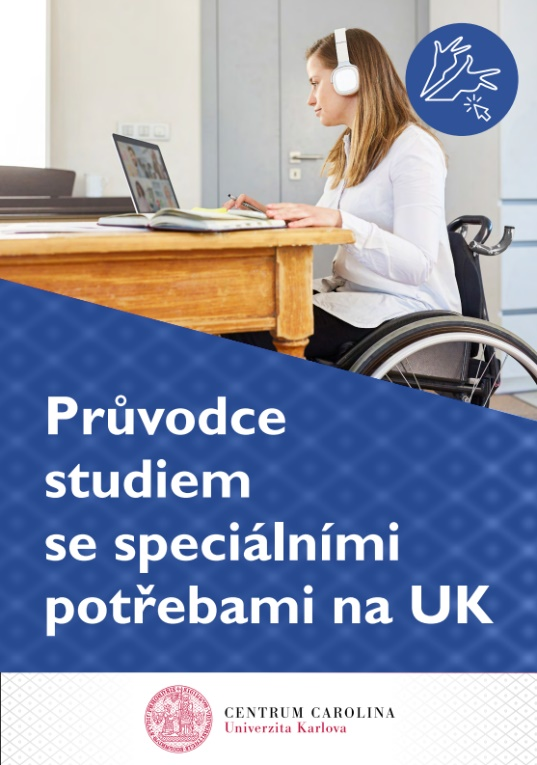 Průvodce
studiem
se speciálními
potřebami na UK
CENTRUM CAROLINA
Univerzita Karlova